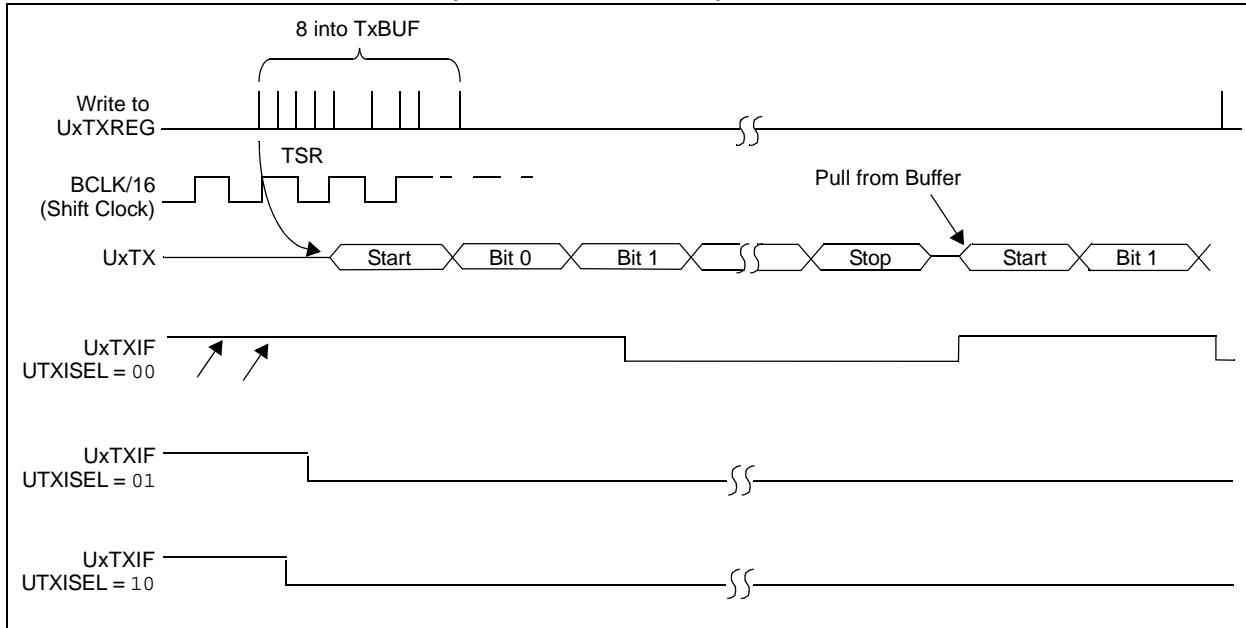 8 into TxBUF
Write to
UxTXREG
TSR
BCLK/16
(Shift Clock)
Pull from Buffer
UxTX
Start
Bit 0
Bit 1
Stop
Start
Bit 1
UxTXIF
UTXISEL = 00
UxTXIF
UTXISEL = 01
UxTXIF
UTXISEL = 10